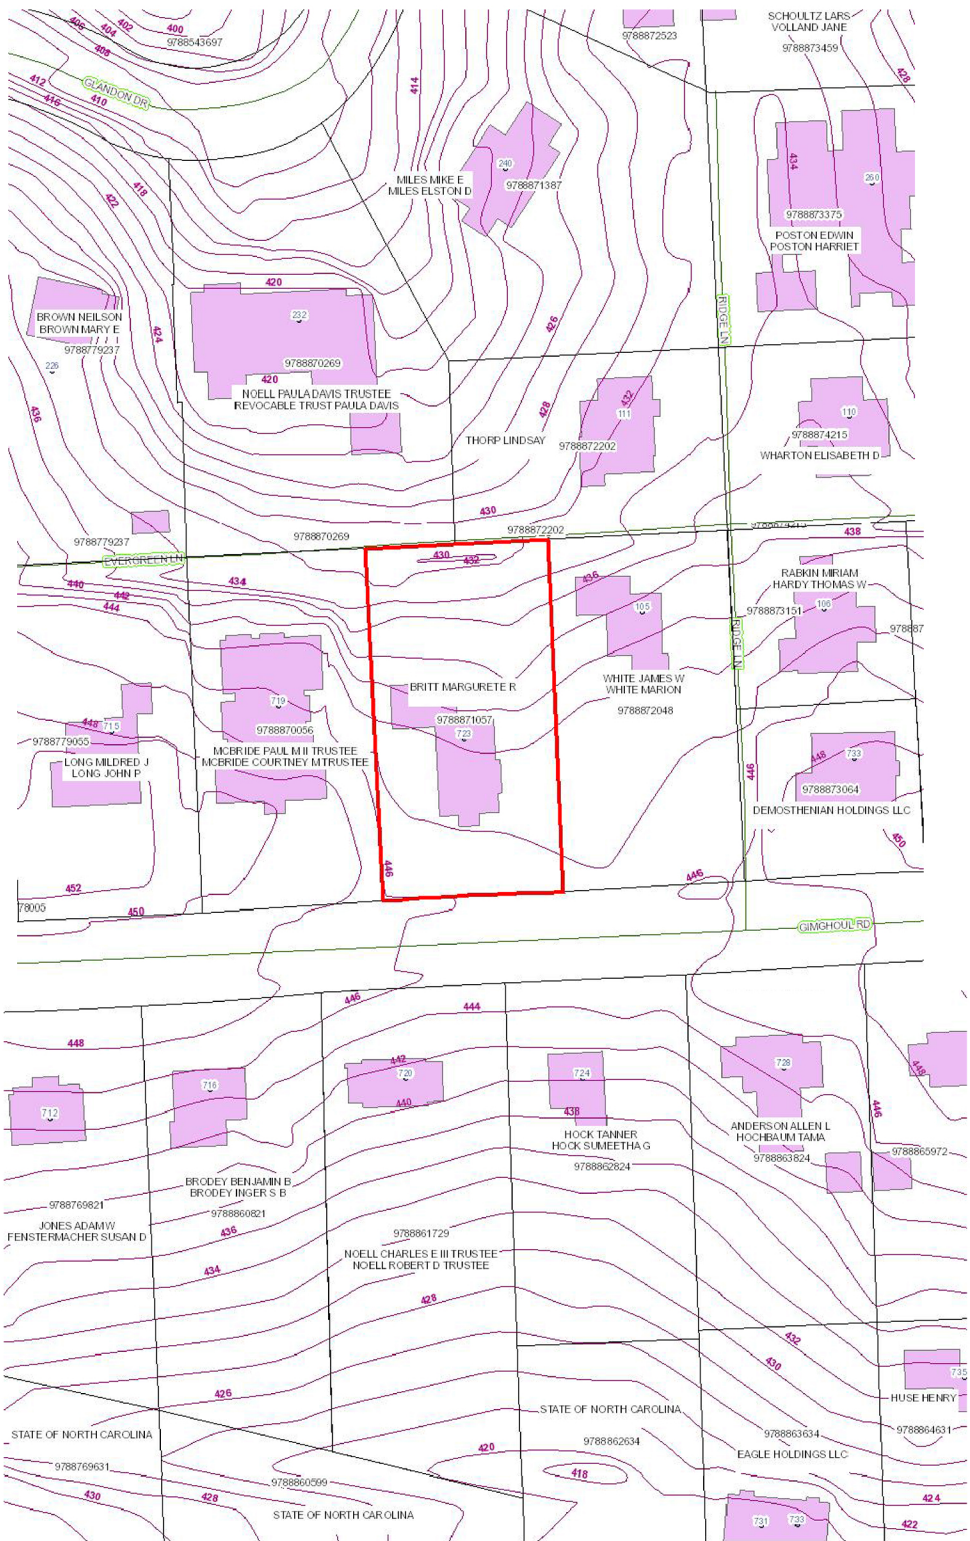 SCHOULTZ LARS
VOLLAND JANE
9788873459
9788872523
406
404
402
400
9788543697
408
412
416
410
GLANDON DR
414
428
418
422
424
436
MILES MIKE E
MILES ELSTON D
240
9788871387
434
260
9788873375
POSTON EDWIN
POSTON HARRIET
RIDGE LN
420
BROWN NEILSON
BROWN MARY E
9788779237
226
232
9788870269
420
NOELL PAULA DAVIS TRUSTEE
REVOCABLE TRUST PAULA DAVIS
426
428
432
111
THORP LINDSAY
9788872202
110
9788874215
WHARTON ELISABETH D
430
9788779237
9788870269
9788872202
438
EVERGREEN LN
430
432
434
436
440
442
444
105
RABKIN MIRIAM
HARDY THOMAS W
106
9788873151
978887
RIDGE LN
WHITE JAMES W
WHITE MARION
9788872048
BRITT MARGURETE R
9788871057
723
719
9788870056
MCBRIDE PAUL M II TRUSTEE
MCBRIDE COURTNEY M TRUSTEE
448
715
9788779055
LONG MILDRED J
LONG JOHN P
446
448
733
9788873064
DEMOSTHENIAN HOLDINGS LLC
450
452
78005
450
446
446
GIMGHOUL RD
446
444
448
442
440
438
712
716
720
724
728
448
446
HOCK TANNER
HOCK SUMEETHA G
9788862824
ANDERSON ALLEN L
HOCHBAUM TAMA
9788863824
9788865972
BRODEY BENJAMIN B
BRODEY INGER S B
9788860821
9788769821
JONES ADAM W
FENSTERMACHER SUSAN D
436
434
9788861729
NOELL CHARLES E III TRUSTEE
NOELL ROBERT D TRUSTEE
428
432
430
735
HUSE HENRY
9788864631
426
STATE OF NORTH CAROLINA
9788862634
9788863634
EAGLE HOLDINGS LLC
STATE OF NORTH CAROLINA
9788769631
420
418
9788860599
430
428
STATE OF NORTH CAROLINA
424
422
731
733